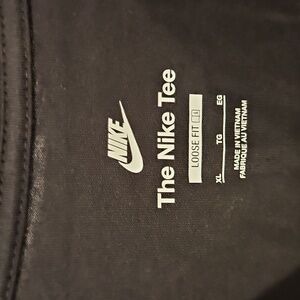 NIKE
The Nike Tee
LOOSE FIT
XL TG EG
MADE IN VIETNAM
FABRIQUÉ AU VIETNAM